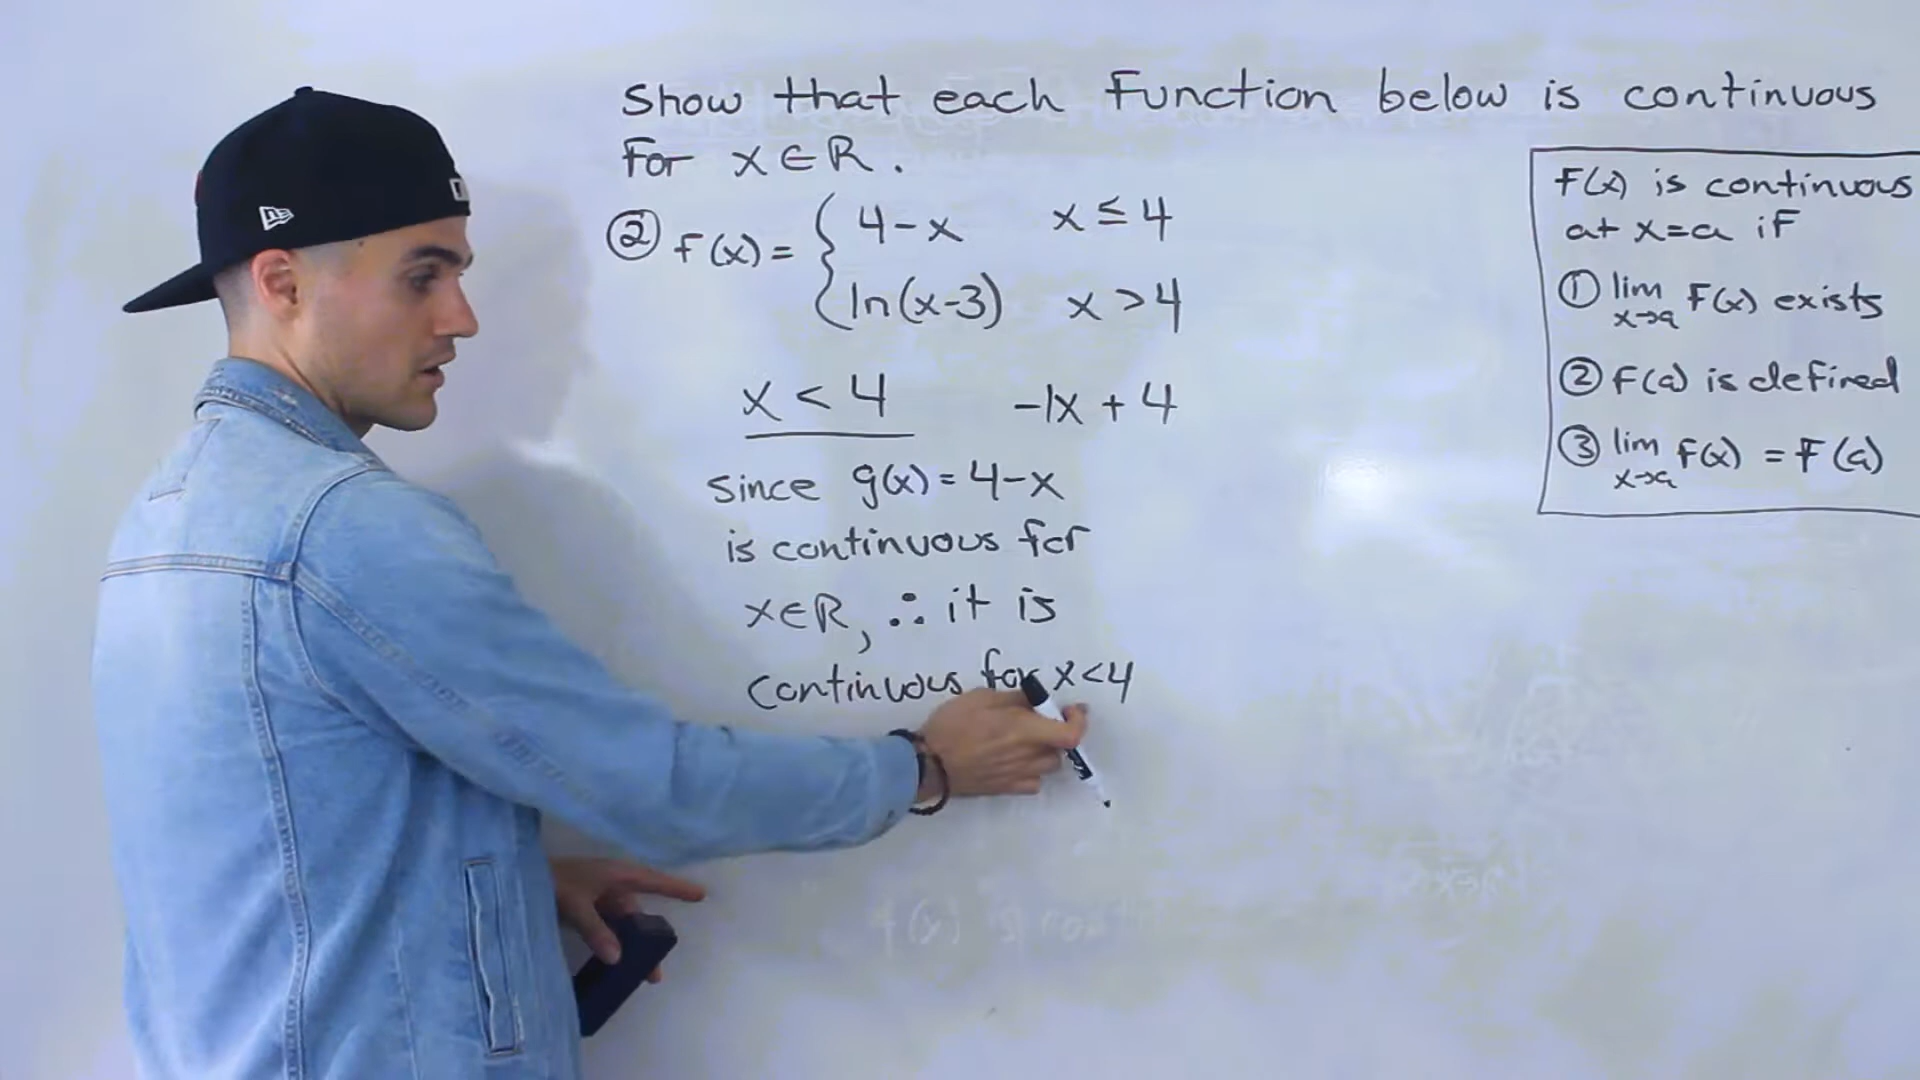 Show that each function below is continuous
for x∈R.
② f(x) = { 4-x x ≤ 4
ln(x-3) x > 4
x < 4 -1x + 4
since g(x) = 4-x
is continuous for
x∈R, ∴ it is
continuous for x<4
f(x) is continuous
at x=a if
① lim x→a f(x) exists
② f(a) is defined
③ lim x→a f(x) = f(a)